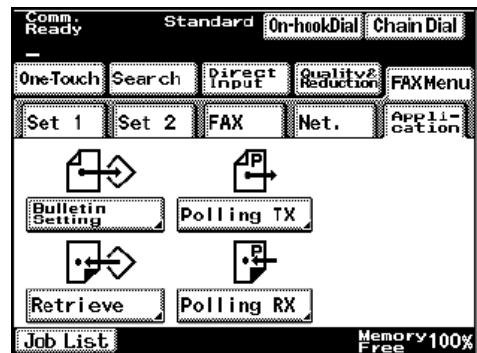 Comm.
Ready
Standard On-hookDial Chain Dial
One-Touch Search Direct
Input Quality&
Reduction FAXMenu
Set 1 Set 2 FAX Net. Appli-
cation
P
Bulletin
Setting Polling TX
P
Retrieve Polling RX
Job List Memory
Free 100%